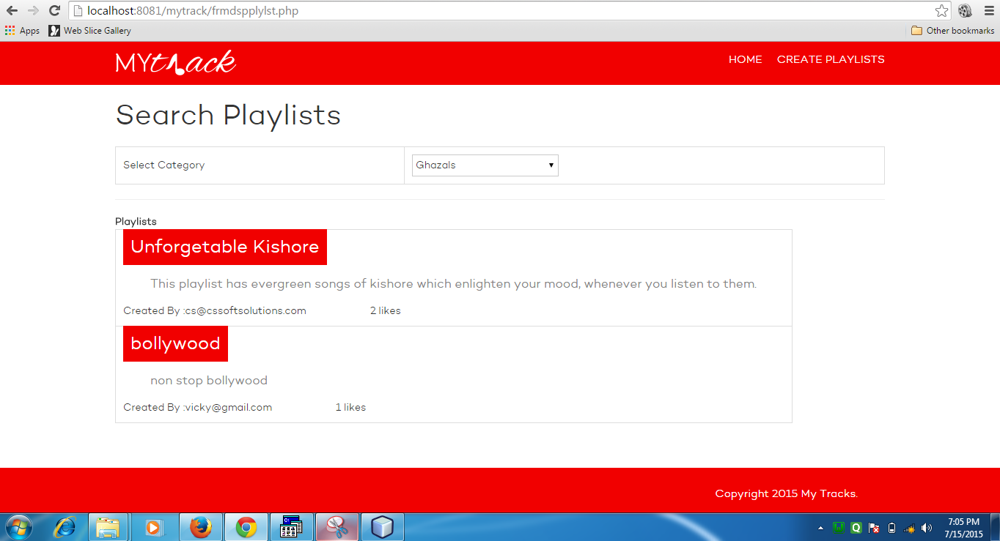 localhost:8081/mytrack/frmdspplylst.php
Apps Web Slice Gallery Other bookmarks
MYtrack HOME CREATE PLAYLISTS
Search Playlists
Select Category Ghazals
Playlists
Unforgetable Kishore
This playlist has evergreen songs of kishore which enlighten your mood, whenever you listen to them.
Created By :cs@cssoftsolutions.com 2 likes
bollywood
non stop bollywood
Created By :vicky@gmail.com 1 likes
Copyright 2015 My Tracks.
7:05 PM
7/15/2015